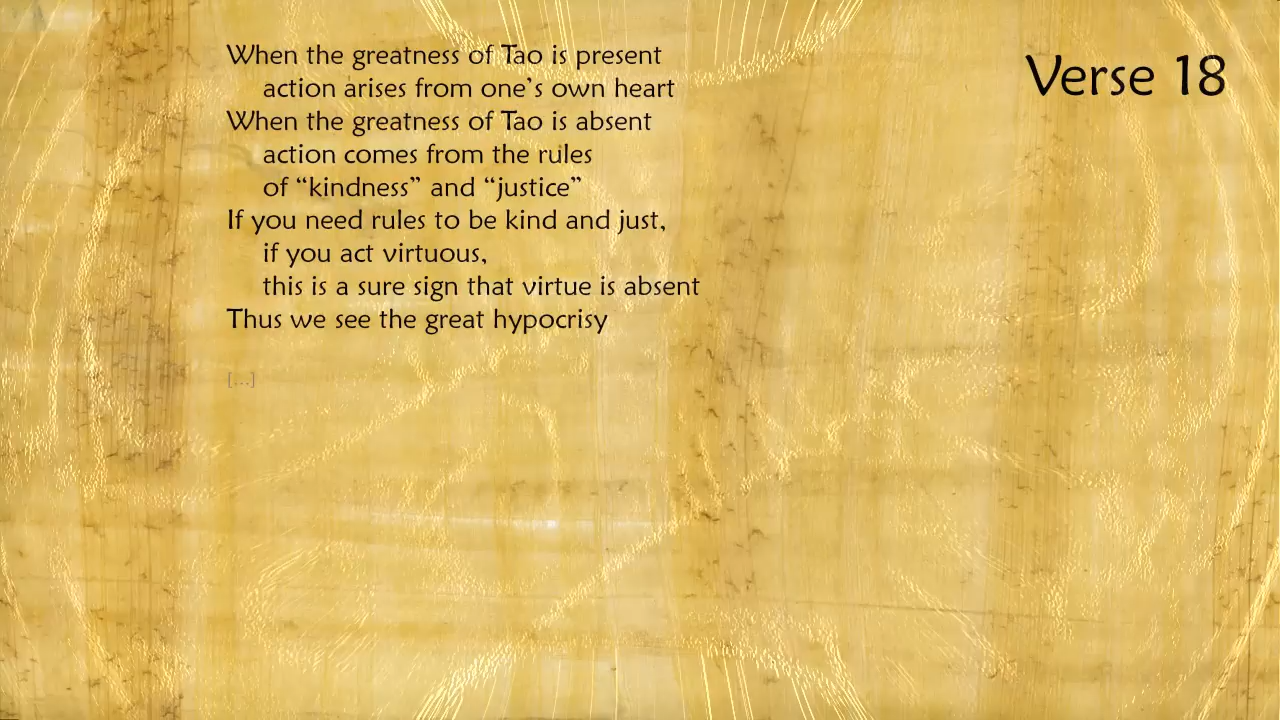 Verse 18
When the greatness of Tao is present
action arises from one’s own heart
When the greatness of Tao is absent
action comes from the rules
of “kindness” and “justice”
If you need rules to be kind and just,
if you act virtuous,
this is a sure sign that virtue is absent
Thus we see the great hypocrisy
[...]